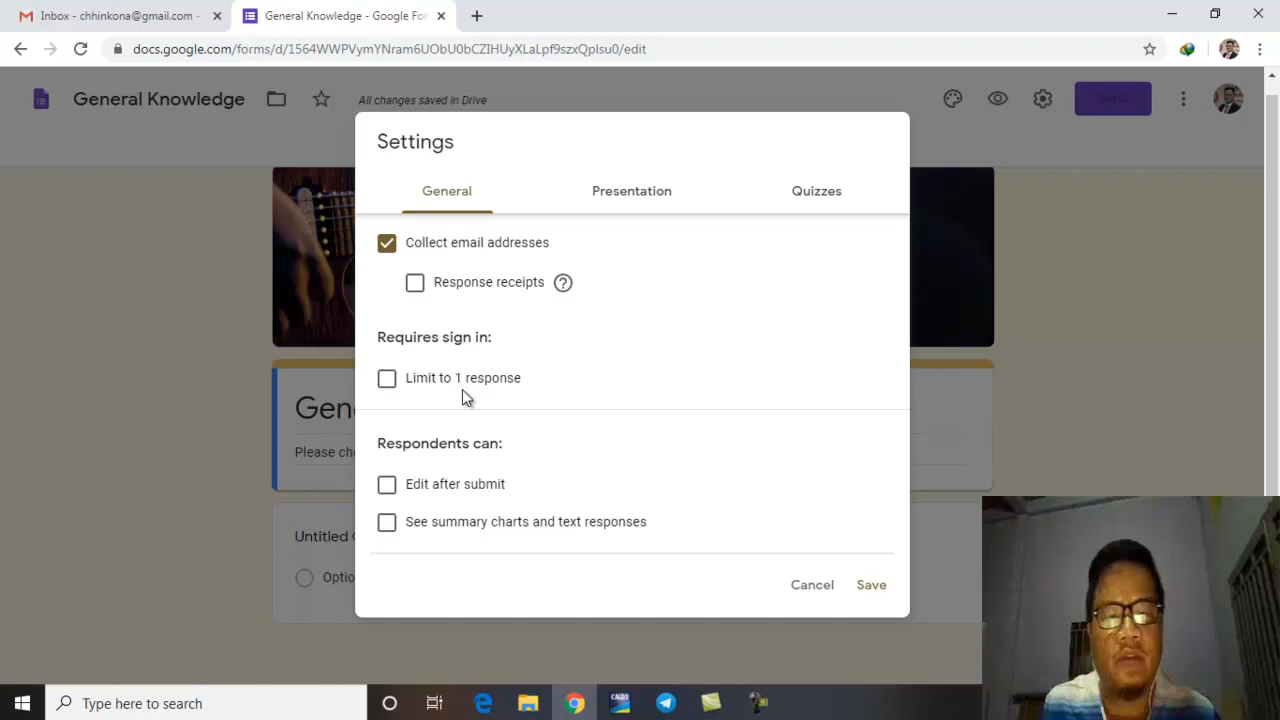 Inbox - chhinkona@gmail.com -
General Knowledge - Google For
docs.google.com/forms/d/1564WWPVymYNram6UObU0bCZIHUyXLaLpf9szxQplsu0/edit
General Knowledge
All changes saved in Drive
Settings
General
Presentation
Quizzes
Collect email addresses
Response receipts
Requires sign in:
Limit to 1 response
Gen
Respondents can:
Please ch
Edit after submit
See summary charts and text responses
Untitled
Optio
Cancel
Save
Type here to search